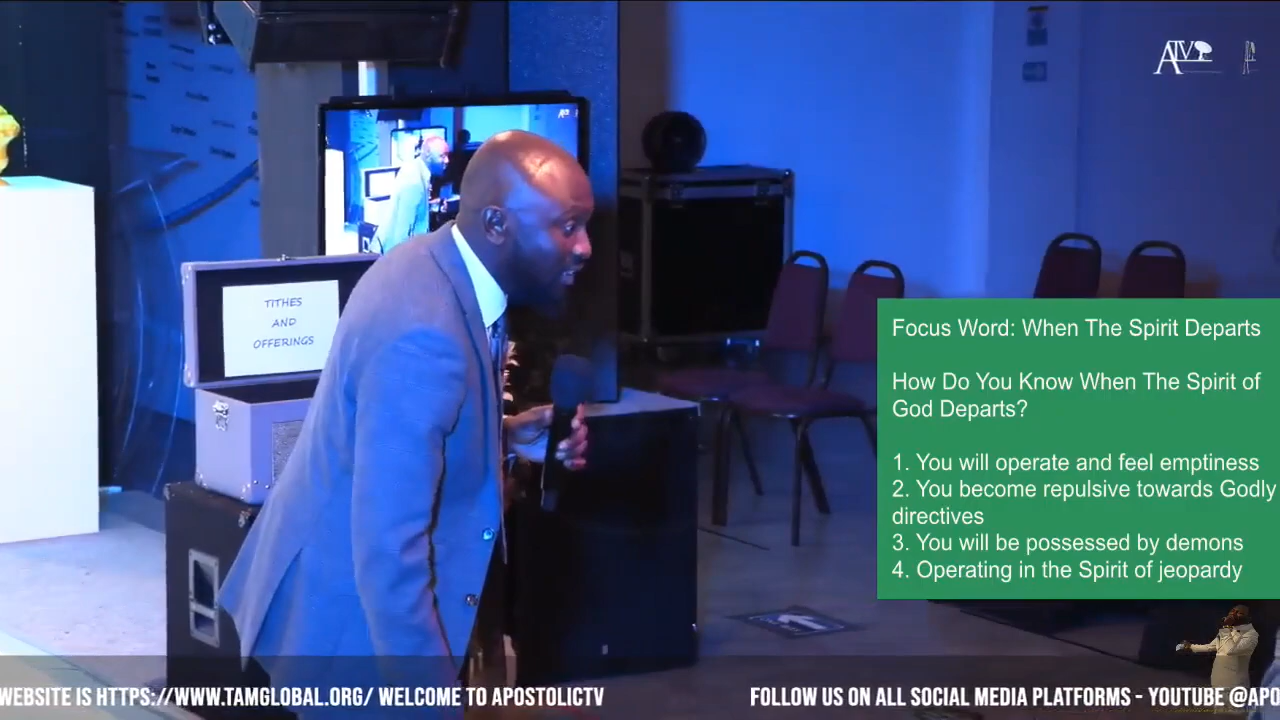 ATV
TITHES
AND
OFFERINGS
Focus Word: When The Spirit Departs
How Do You Know When The Spirit of
God Departs?
1. You will operate and feel emptiness
2. You become repulsive towards Godly
directives
3. You will be possessed by demons
4. Operating in the Spirit of jeopardy
WEBSITE IS HTTPS://WWW.TAMGLOBAL.ORG/ WELCOME TO APOSTOLICTV
FOLLOW US ON ALL SOCIAL MEDIA PLATFORMS - YOUTUBE @APO